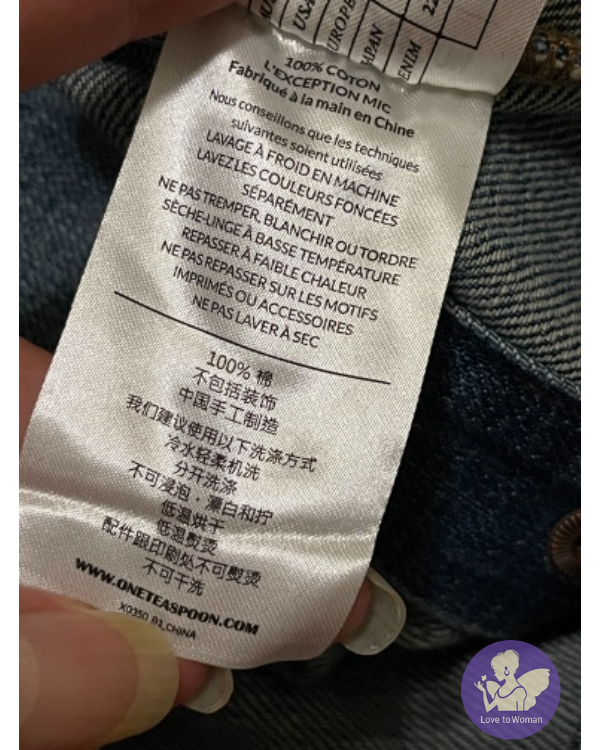 USA
JAPAN
DENIM
22
100% COTON
L'EXCEPTION MIC
Fabriqué à la main en Chine
Nous conseillons que les techniques
suivantes soient utilisées
LAVAGE À FROID EN MACHINE
LAVEZ LES COULEURS FONCÉES
SÉPARÉMENT
NE PAS TREMPER, BLANCHIR OU TORDRE
SÈCHE-LINGE À BASSE TEMPÉRATURE
REPASSER À FAIBLE CHALEUR
NE PAS REPASSER SUR LES MOTIFS
IMPRIMÉS OU ACCESSOIRES
NE PAS LAVER À SEC
100% 棉
不包括装饰
中国手工制造
我们建议使用以下洗涤方式
冷水轻柔机洗
分开洗涤
不可浸泡，漂白和拧
低温烘干
低温熨烫
配件跟印刷处不可熨烫
不可干洗
WWW.ONETEASPOON.COM
X0350 B1 CHINA
Love to Woman